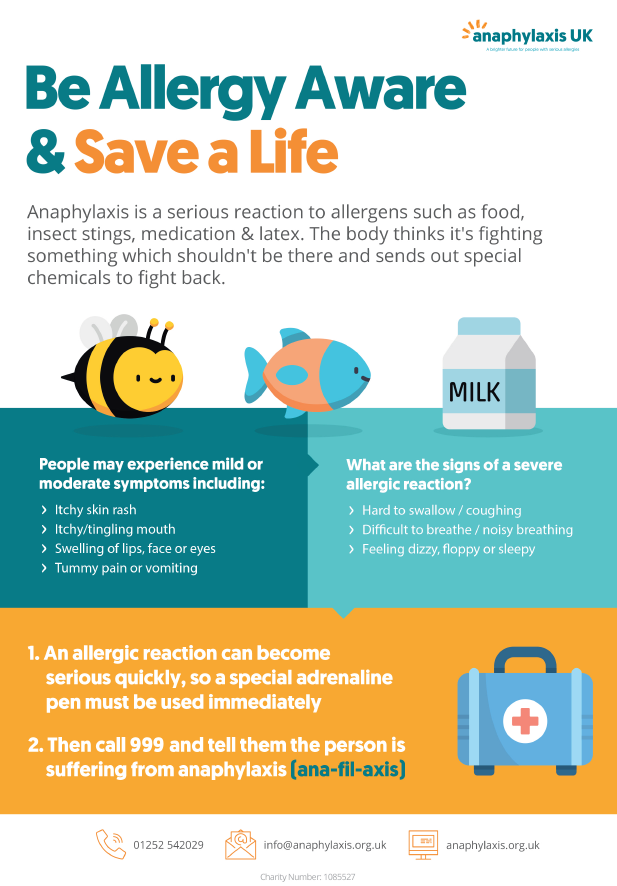 anaphylaxis UK
A brighter future for people with serious allergies
Be Allergy Aware
& Save a Life
Anaphylaxis is a serious reaction to allergens such as food,
insect stings, medication & latex. The body thinks it's fighting
something which shouldn't be there and sends out special
chemicals to fight back.
MILK
People may experience mild or
moderate symptoms including:
› Itchy skin rash
› Itchy/tingling mouth
› Swelling of lips, face or eyes
› Tummy pain or vomiting
What are the signs of a severe
allergic reaction?
› Hard to swallow / coughing
› Difficult to breathe / noisy breathing
› Feeling dizzy, floppy or sleepy
1. An allergic reaction can become
serious quickly, so a special adrenaline
pen must be used immediately
2. Then call 999 and tell them the person is
suffering from anaphylaxis (ana-fil-axis)
01252 542029
info@anaphylaxis.org.uk
anaphylaxis.org.uk
Charity Number: 1085527